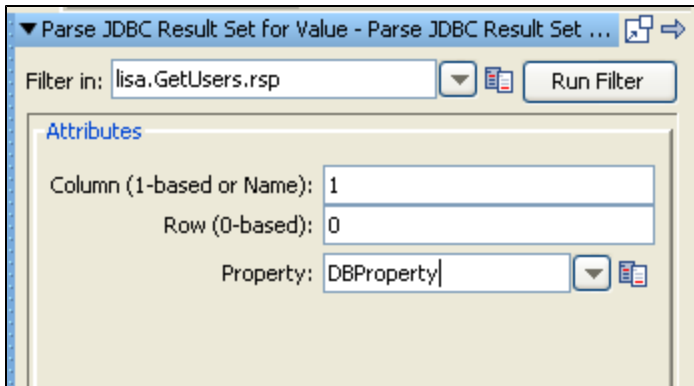 Parse JDBC Result Set for Value - Parse JDBC Result Set ...
Filter in: lisa.GetUsers.rsp Run Filter
Attributes
Column (1-based or Name): 1
Row (0-based): 0
Property: DBProperty